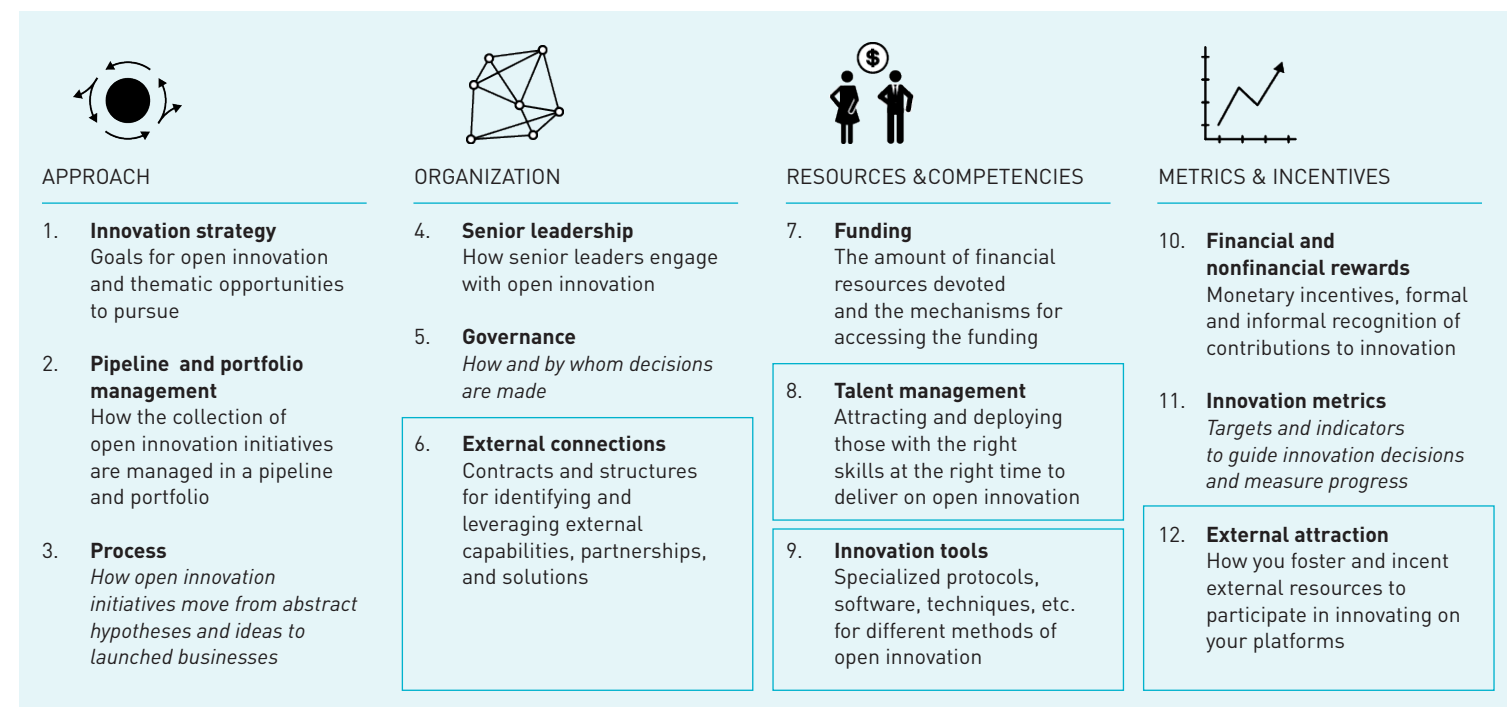 $
APPROACH
1. Innovation strategy
Goals for open innovation
and thematic opportunities
to pursue
2. Pipeline and portfolio
management
How the collection of
open innovation initiatives
are managed in a pipeline
and portfolio
3. Process
How open innovation
initiatives move from abstract
hypotheses and ideas to
launched businesses
ORGANIZATION
4. Senior leadership
How senior leaders engage
with open innovation
5. Governance
How and by whom decisions
are made
6. External connections
Contracts and structures
for identifying and
leveraging external
capabilities, partnerships,
and solutions
RESOURCES &COMPETENCIES
7. Funding
The amount of financial
resources devoted
and the mechanisms for
accessing the funding
8. Talent management
Attracting and deploying
those with the right
skills at the right time to
deliver on open innovation
9. Innovation tools
Specialized protocols,
software, techniques, etc.
for different methods of
open innovation
METRICS & INCENTIVES
10. Financial and
nonfinancial rewards
Monetary incentives, formal
and informal recognition of
contributions to innovation
11. Innovation metrics
Targets and indicators
to guide innovation decisions
and measure progress
12. External attraction
How you foster and incent
external resources to
participate in innovating on
your platforms